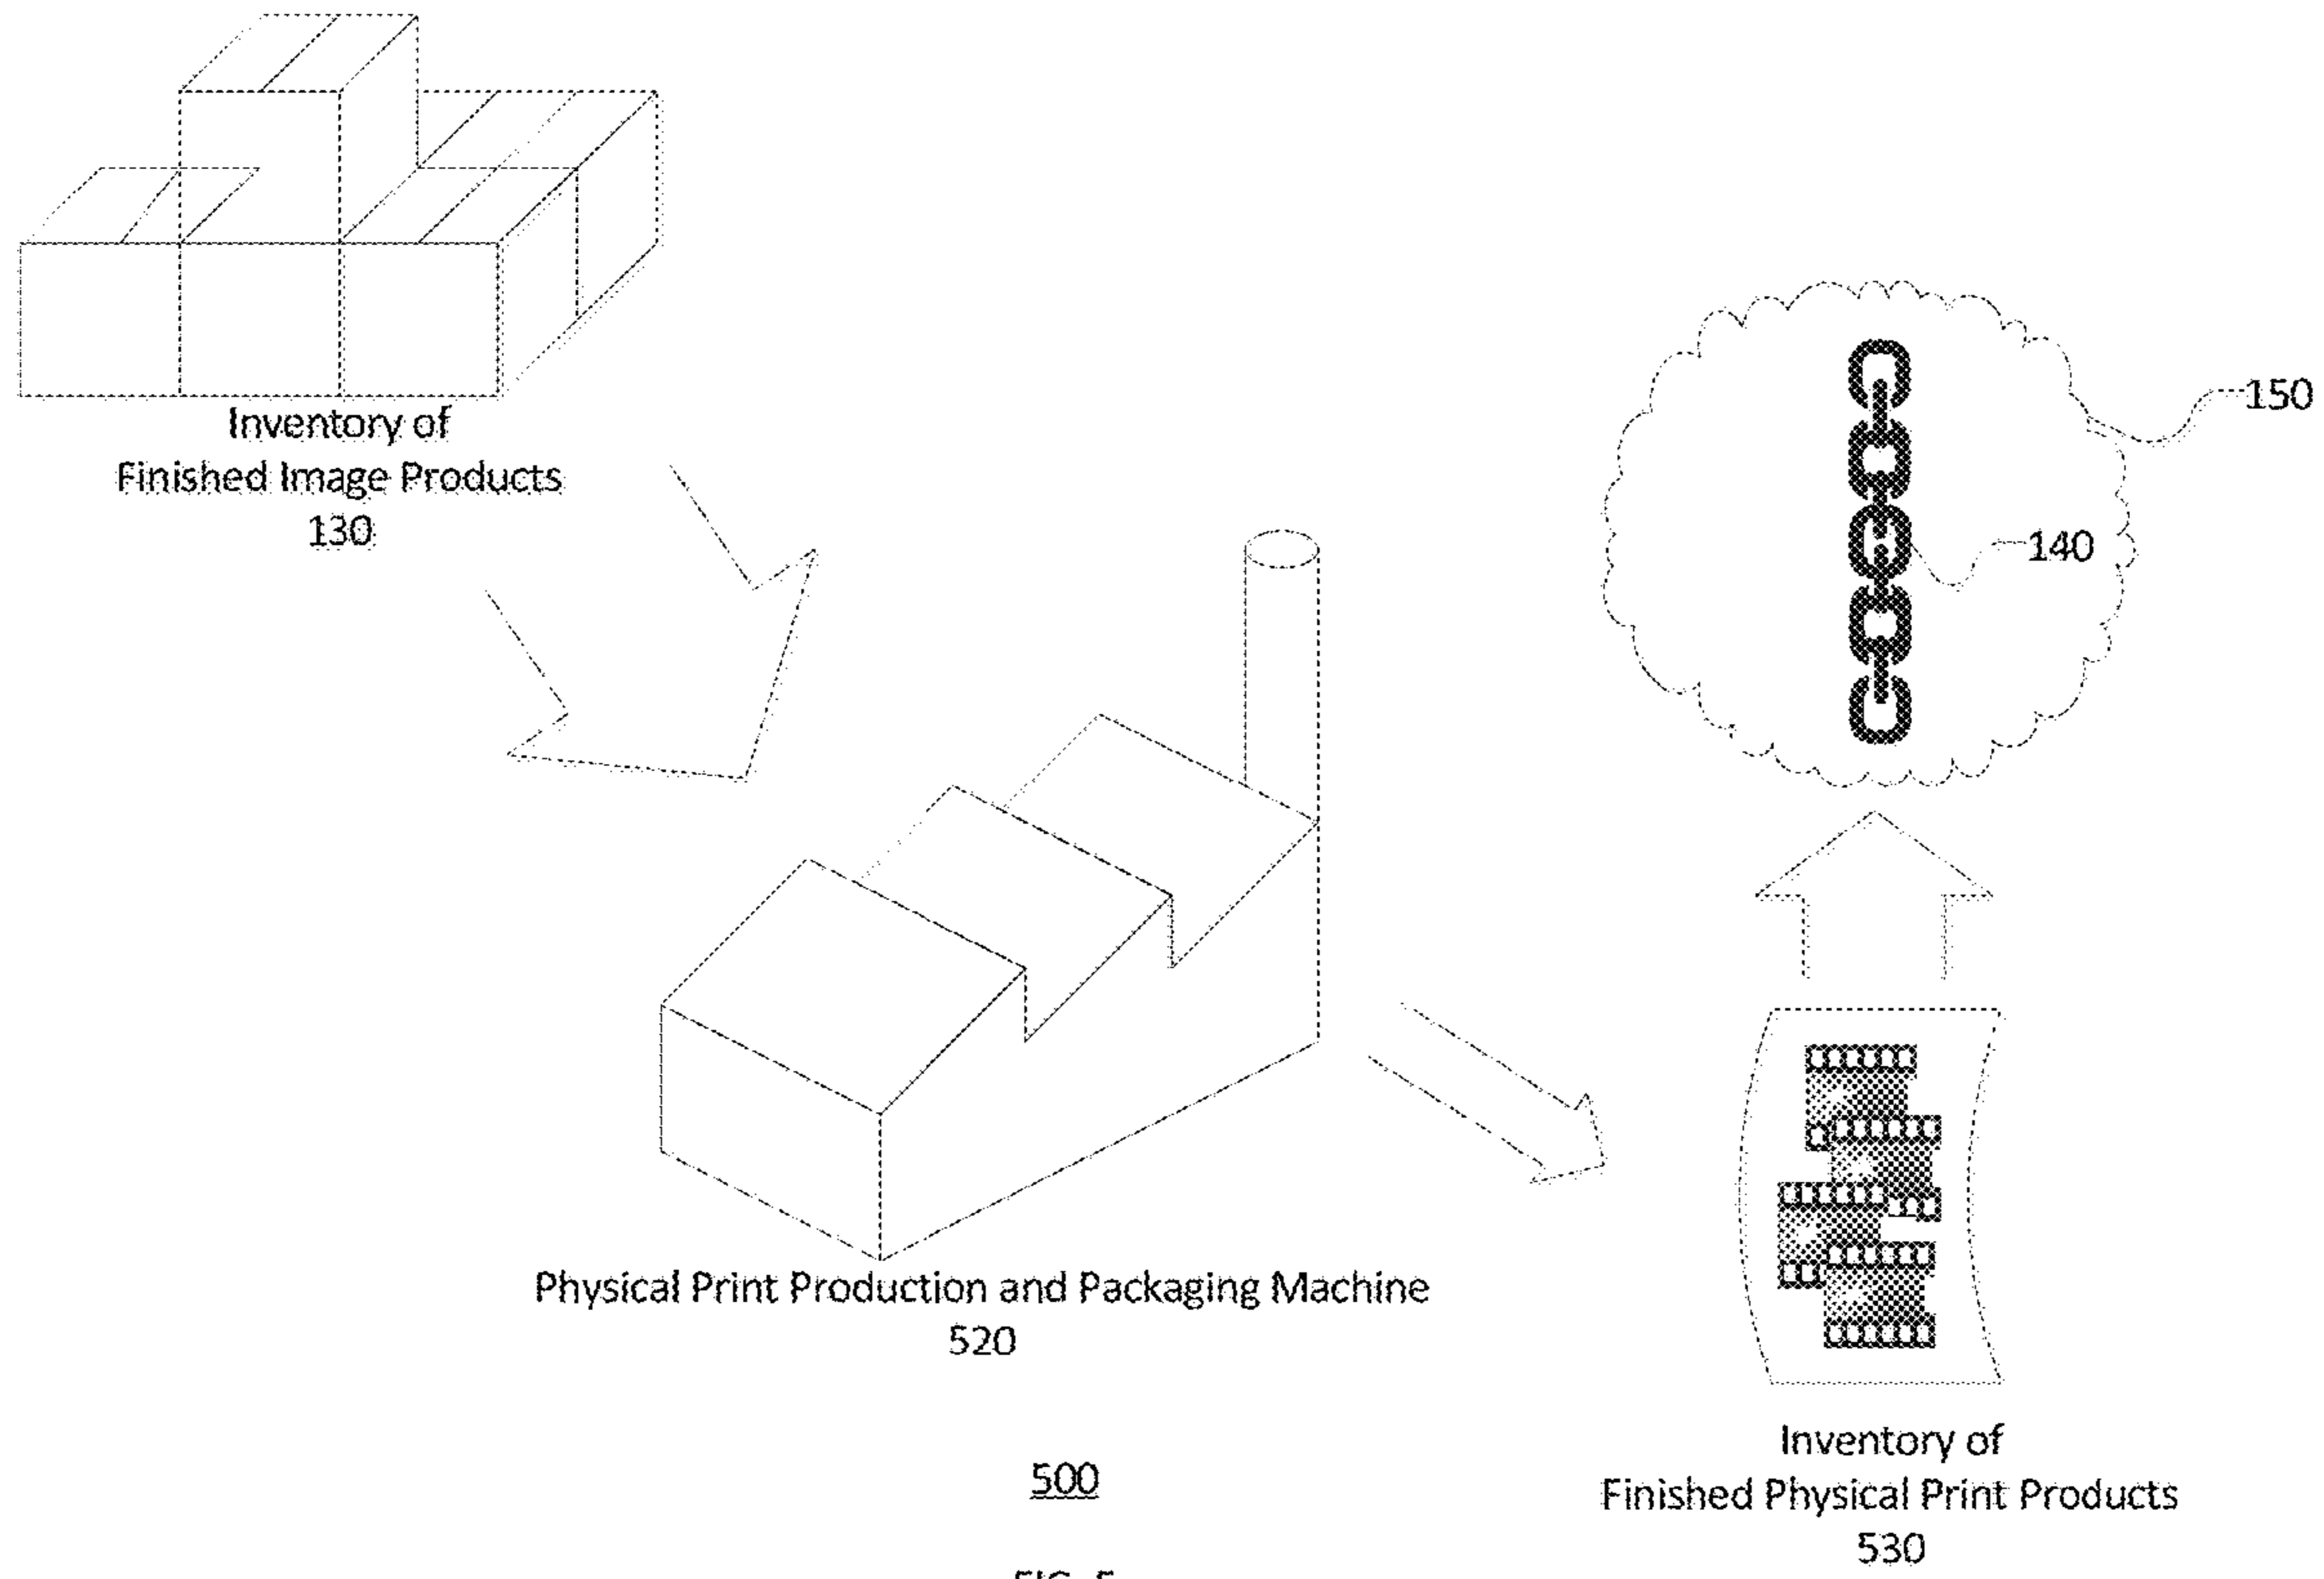 Inventory of
Finished Image Products
130
150
140
Physical Print Production and Packaging Machine
520
500
Inventory of
Finished Physical Print Products
530